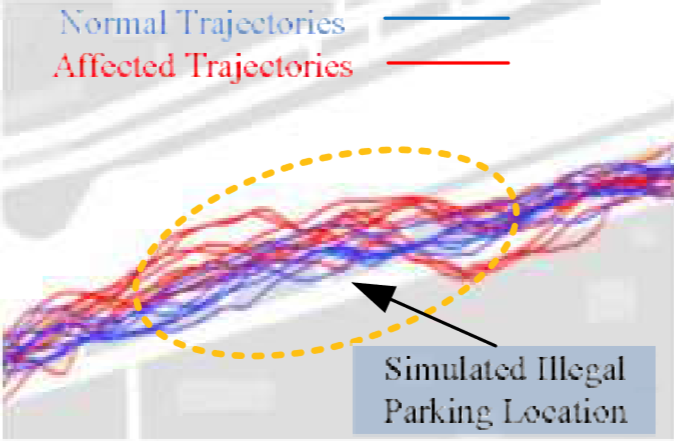 Normal Trajectories
Affected Trajectories
Simulated Illegal
Parking Location